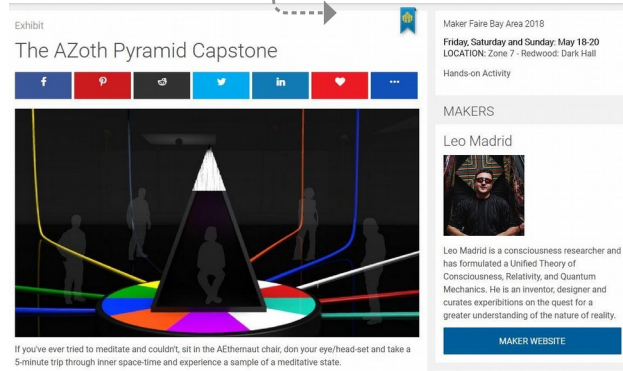 Exhibit
The AZoth Pyramid Capstone
If you've ever tried to meditate and couldn't, sit in the AEthernaut chair, don your eye/head-set and take a
5-minute trip through inner space-time and experience a sample of a meditative state.
Maker Faire Bay Area 2018
Friday, Saturday and Sunday: May 18-20
LOCATION: Zone 7 - Redwood: Dark Hall
Hands-on Activity
MAKERS
Leo Madrid
Leo Madrid is a consciousness researcher and
has formulated a Unified Theory of
Consciousness, Relativity, and Quantum
Mechanics. He is an inventor, designer and
curates experibitions on the quest for a
greater understanding of the nature of reality.
MAKER WEBSITE